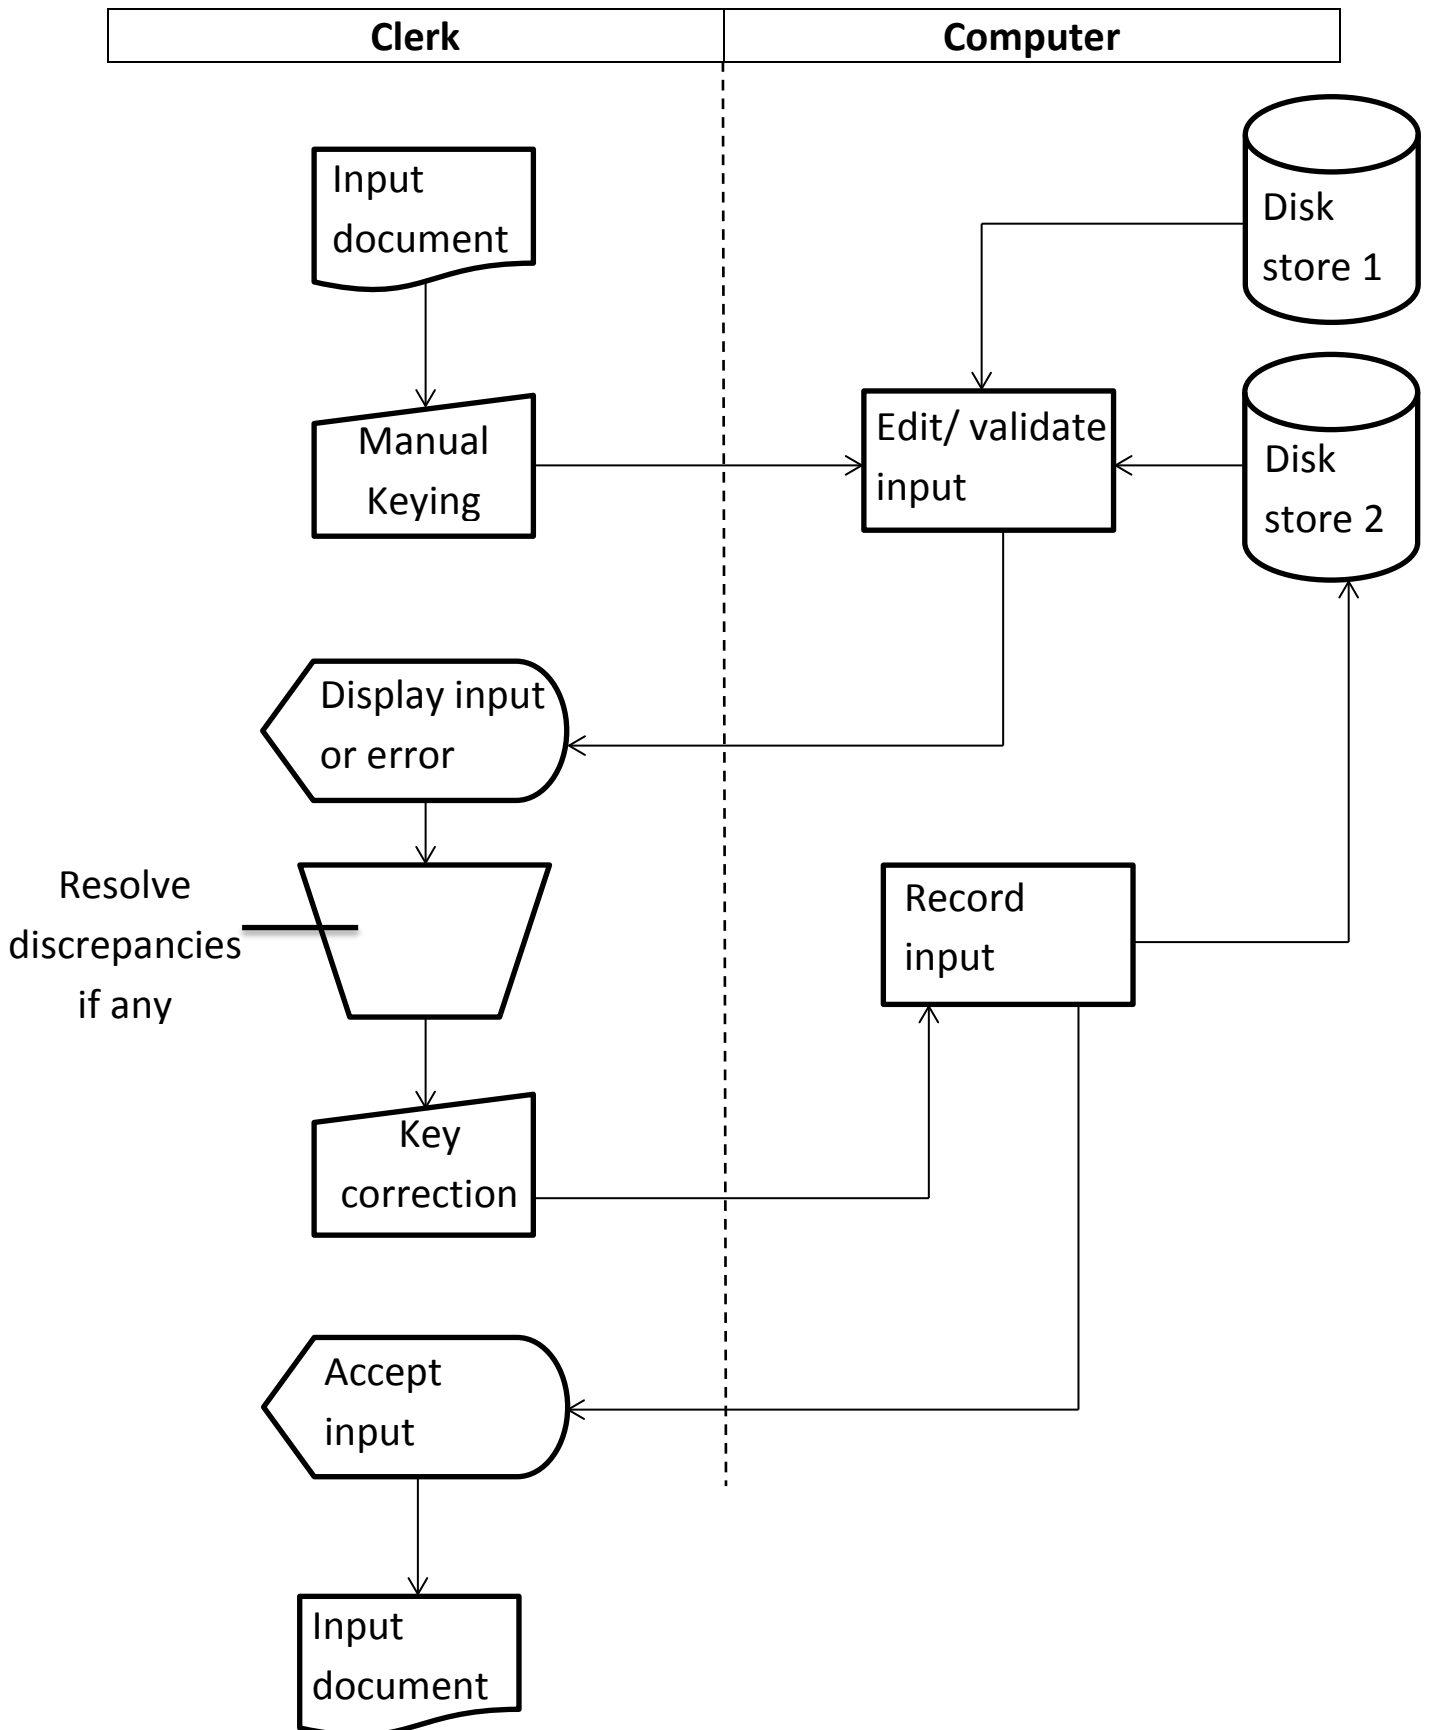 Clerk
Computer
Input
document
Disk
store 1
Manual
Keying
Edit/ validate
input
Disk
store 2
Display input
or error
Resolve
discrepancies
if any
Record
input
Key
correction
Accept
input
Input
document